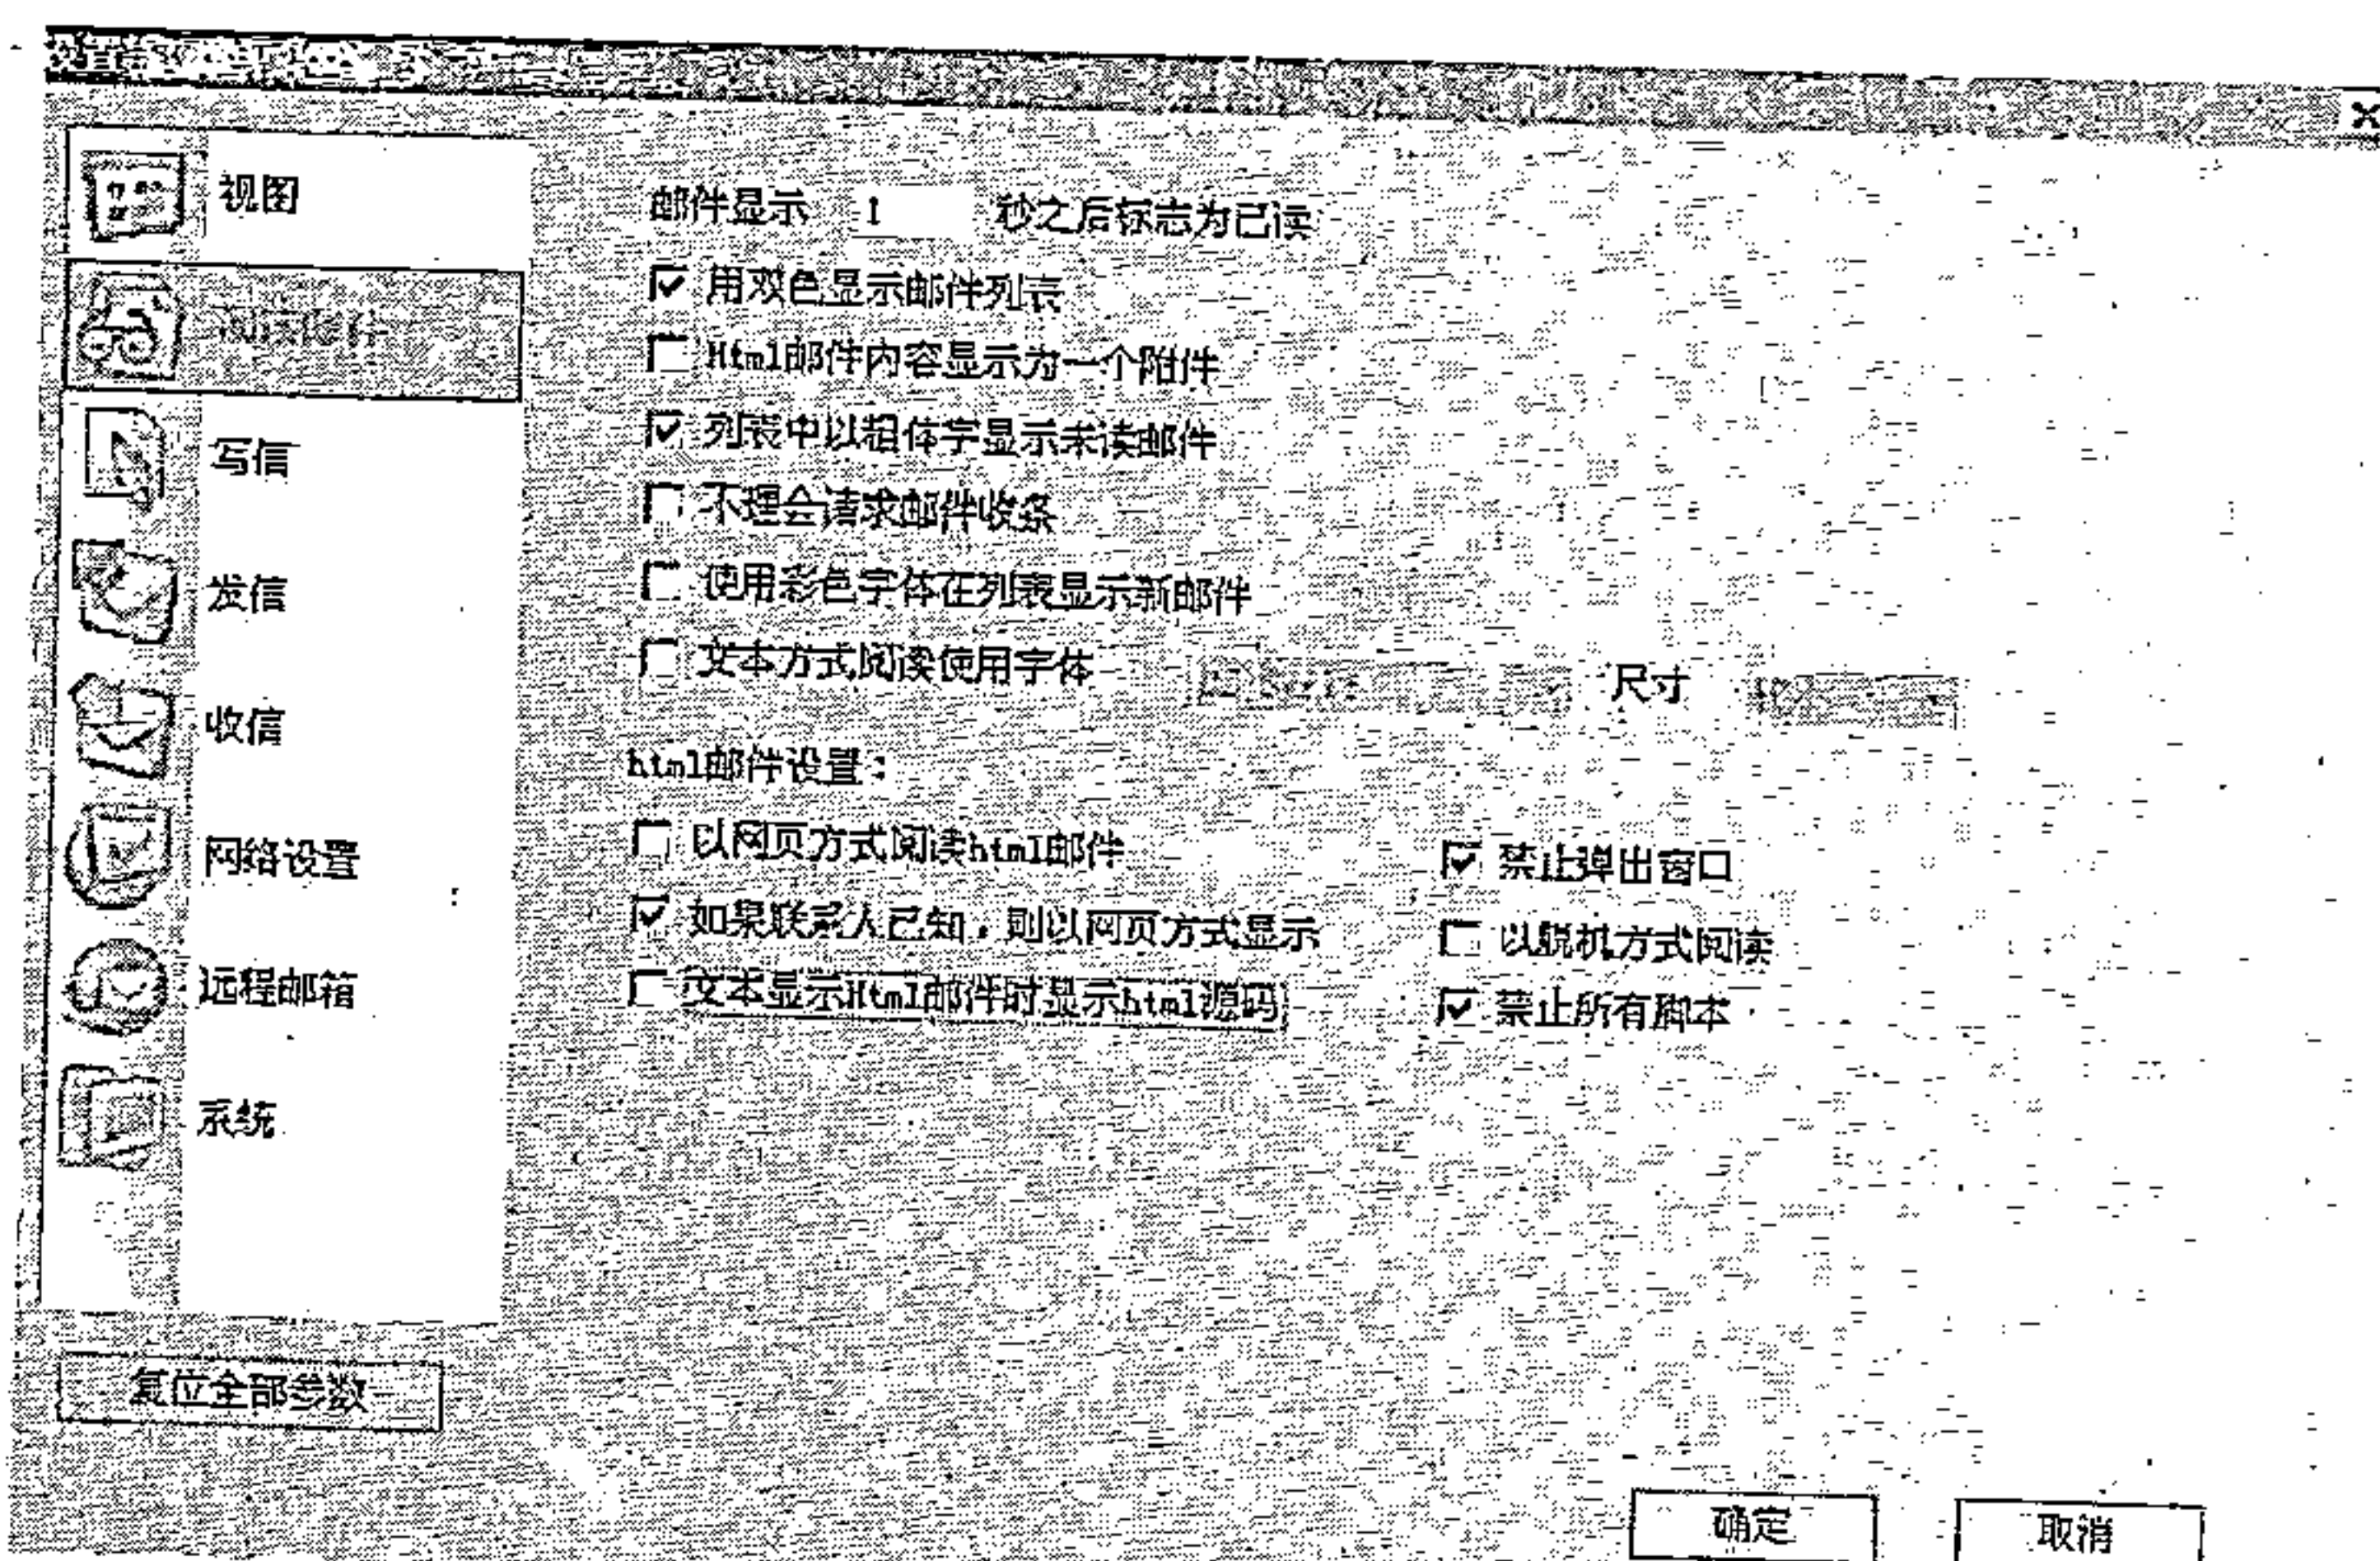 视图
写信
发信
收信
网络设置
远程邮箱
系统
复位全部参数
邮件显示 1 秒之后标志为已读
用双色显示邮件列表
Html邮件内容显示为一个附件
列表中以粗体字显示未读邮件
不理会请求邮件收条
使用彩色字体在列表显示新邮件
文本方式阅读使用字体 尺寸
html邮件设置：
以网页方式阅读html邮件 禁止弹出窗口
如果联系人已知，则以网页方式显示 以脱机方式阅读
文本显示Html邮件时显示html源码 禁止所有脚本
确定 取消